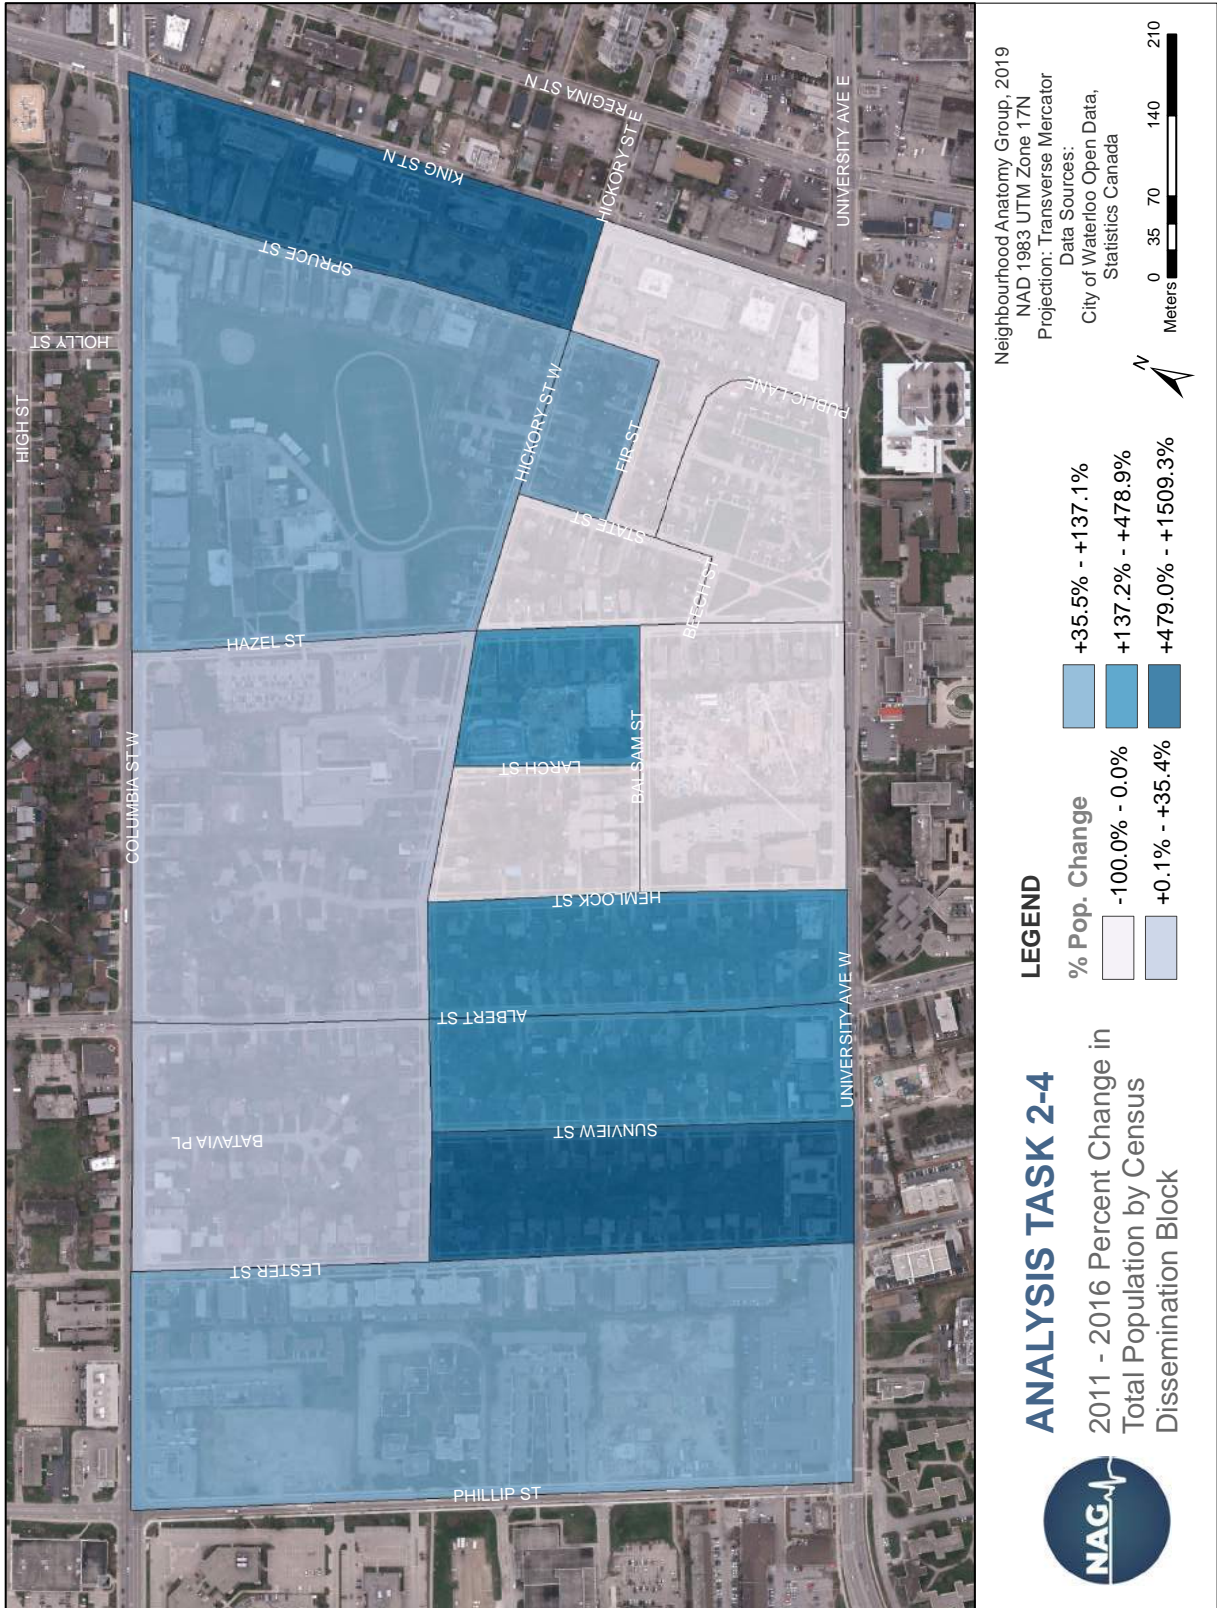 HIGH ST
HOLLY ST
COLUMBIA ST W
REGINA ST N
KING ST N
HICKORY ST E
UNIVERSITY AVE E
SPRUCE ST
HICKORY ST W
FIR ST
PUBLIC LANE
STATE ST
BEECH ST
HAZEL ST
LARCH ST
BALSAM ST
HEMLOCK ST
ALBERT ST
UNIVERSITY AVE W
SUNVIEW ST
BATAVIA PL
LESTER ST
PHILLIP ST
NAG
ANALYSIS TASK 2-4
2011 - 2016 Percent Change in
Total Population by Census
Dissemination Block
LEGEND
% Pop. Change
-100.0% - 0.0%
+0.1% - +35.4%
+35.5% - +137.1%
+137.2% - +478.9%
+479.0% - +1509.3%
Neighbourhood Anatomy Group, 2019
NAD 1983 UTM Zone 17N
Projection: Transverse Mercator
Data Sources:
City of Waterloo Open Data,
Statistics Canada
N
0 35 70 140 210
Meters